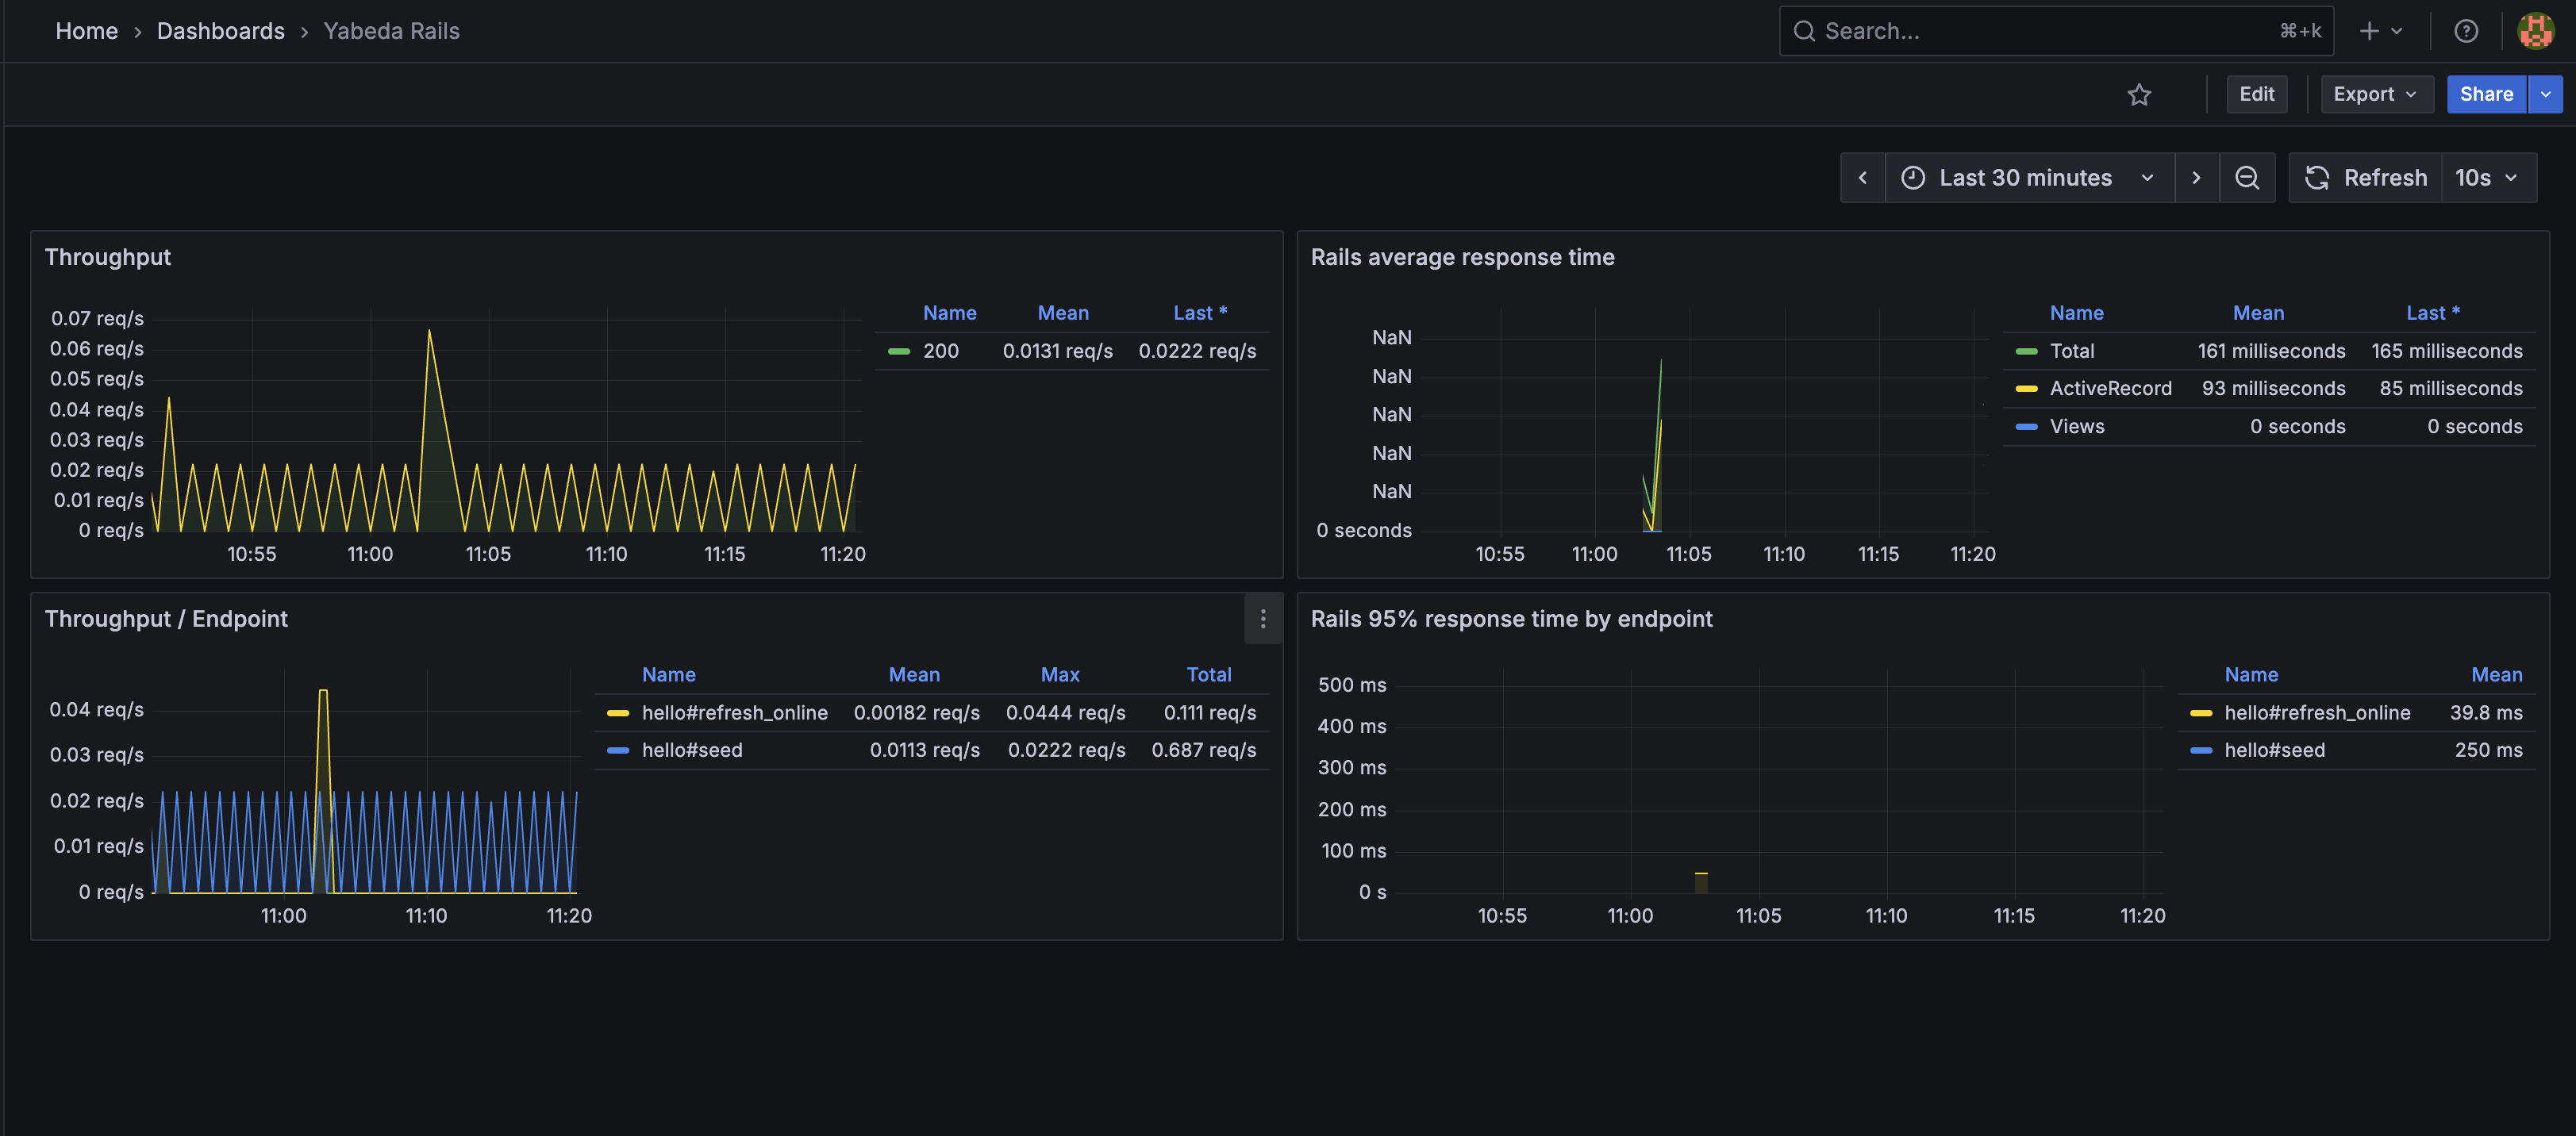 Home › Dashboards › Yabeda Rails
Search... ⌘+k
Edit Export Share
Last 30 minutes Refresh 10s
Throughput
0.07 req/s
0.06 req/s
0.05 req/s
0.04 req/s
0.03 req/s
0.02 req/s
0.01 req/s
0 req/s
10:55 11:00 11:05 11:10 11:15 11:20
Name Mean Last *
200 0.0131 req/s 0.0222 req/s
Rails average response time
NaN
NaN
NaN
NaN
NaN
0 seconds
10:55 11:00 11:05 11:10 11:15 11:20
Name Mean Last *
Total 161 milliseconds 165 milliseconds
ActiveRecord 93 milliseconds 85 milliseconds
Views 0 seconds 0 seconds
Throughput / Endpoint
0.04 req/s
0.03 req/s
0.02 req/s
0.01 req/s
0 req/s
11:00 11:10 11:20
Name Mean Max Total
hello#refresh_online 0.00182 req/s 0.0444 req/s 0.111 req/s
hello#seed 0.0113 req/s 0.0222 req/s 0.687 req/s
Rails 95% response time by endpoint
500 ms
400 ms
300 ms
200 ms
100 ms
0 s
10:55 11:00 11:05 11:10 11:15 11:20
Name Mean
hello#refresh_online 39.8 ms
hello#seed 250 ms